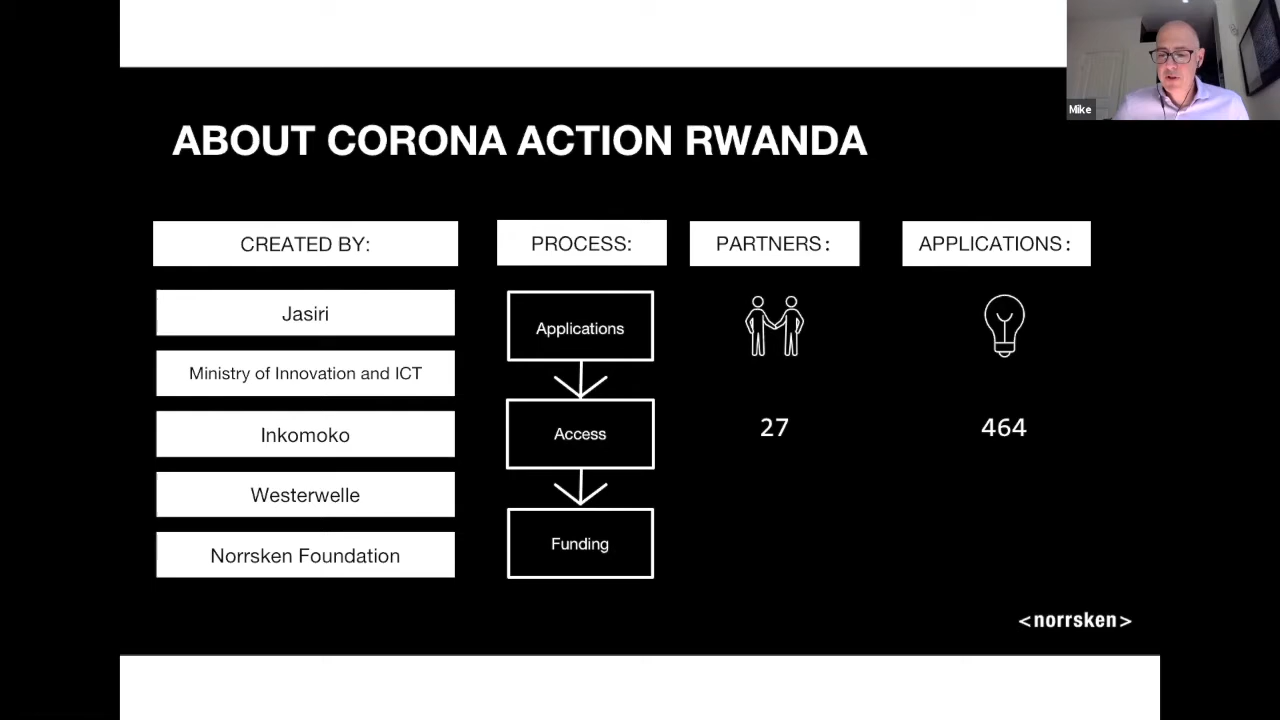 Mike
ABOUT CORONA ACTION RWANDA
CREATED BY:
Jasiri
Ministry of Innovation and ICT
Inkomoko
Westerwelle
Norrsken Foundation
PROCESS:
Applications
Access
Funding
PARTNERS:
27
APPLICATIONS:
464
<norrsken>